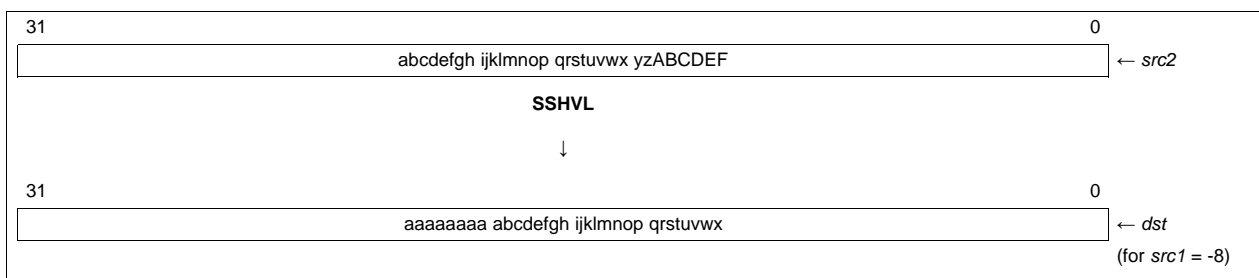 31 0
abcdefgh ijklmnop qrstuvwx yzABCDEF ← src2
SSHVL
↓
31 0
aaaaaaaa abcdefgh ijklmnop qrstuvwx ← dst
(for src1 = -8)